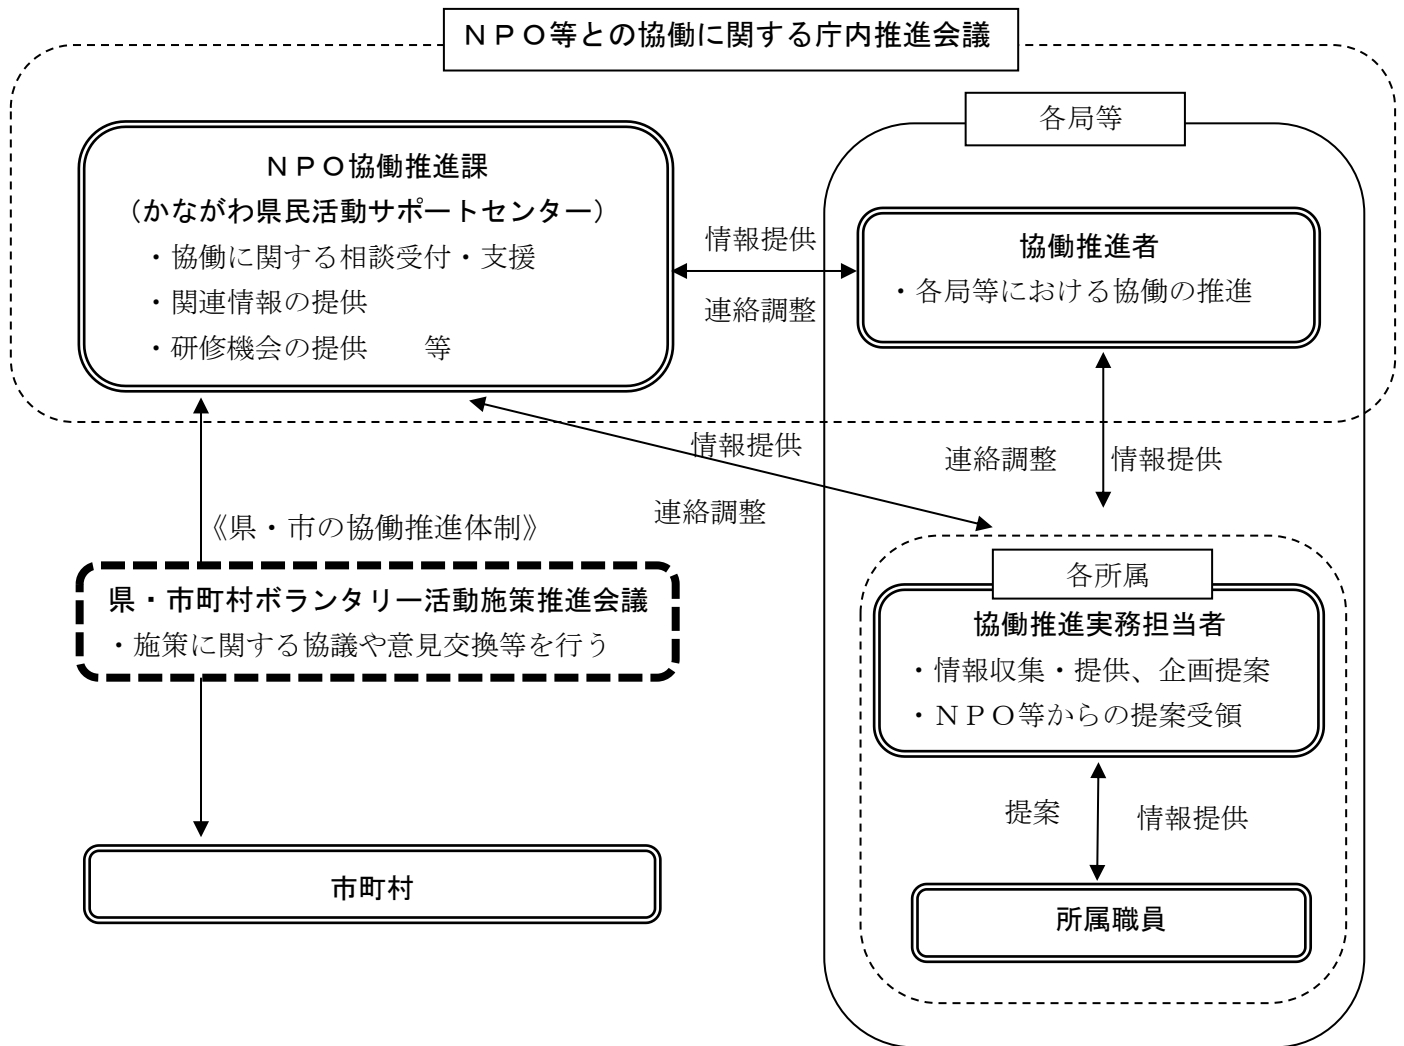 ＮＰＯ等との協働に関する庁内推進会議
各局等
ＮＰＯ協働推進課
（かながわ県民活動サポートセンター）
・協働に関する相談受付・支援
・関連情報の提供
・研修機会の提供　　等
情報提供
連絡調整
協働推進者
・各局等における協働の推進
情報提供
連絡調整
連絡調整
情報提供
《県・市の協働推進体制》
県・市町村ボランタリー活動施策推進会議
・施策に関する協議や意見交換等を行う
各所属
協働推進実務担当者
・情報収集・提供、企画提案
・ＮＰＯ等からの提案受領
提案
情報提供
市町村
所属職員